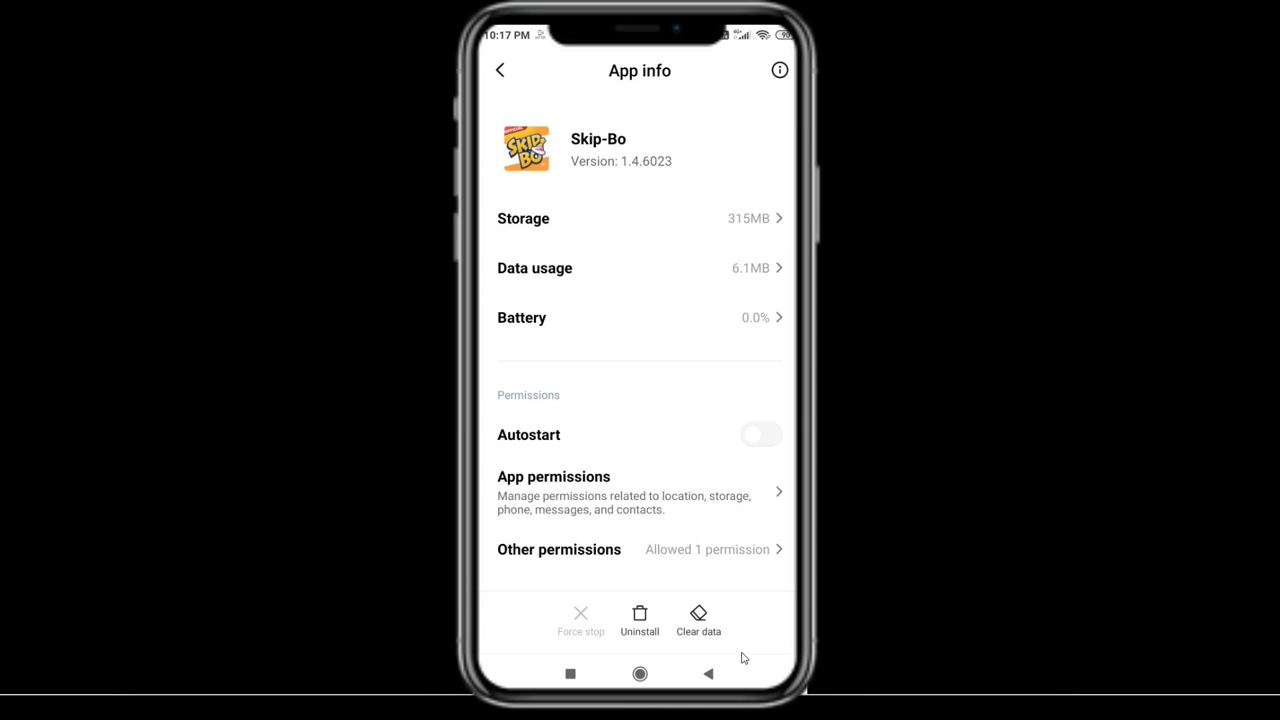 10:17 PM
App info
SKIP-BO
Skip-Bo
Version: 1.4.6023
Storage 315MB
Data usage 6.1MB
Battery 0.0%
Permissions
Autostart
App permissions
Manage permissions related to location, storage,
phone, messages, and contacts.
Other permissions Allowed 1 permission
Force stop Uninstall Clear data